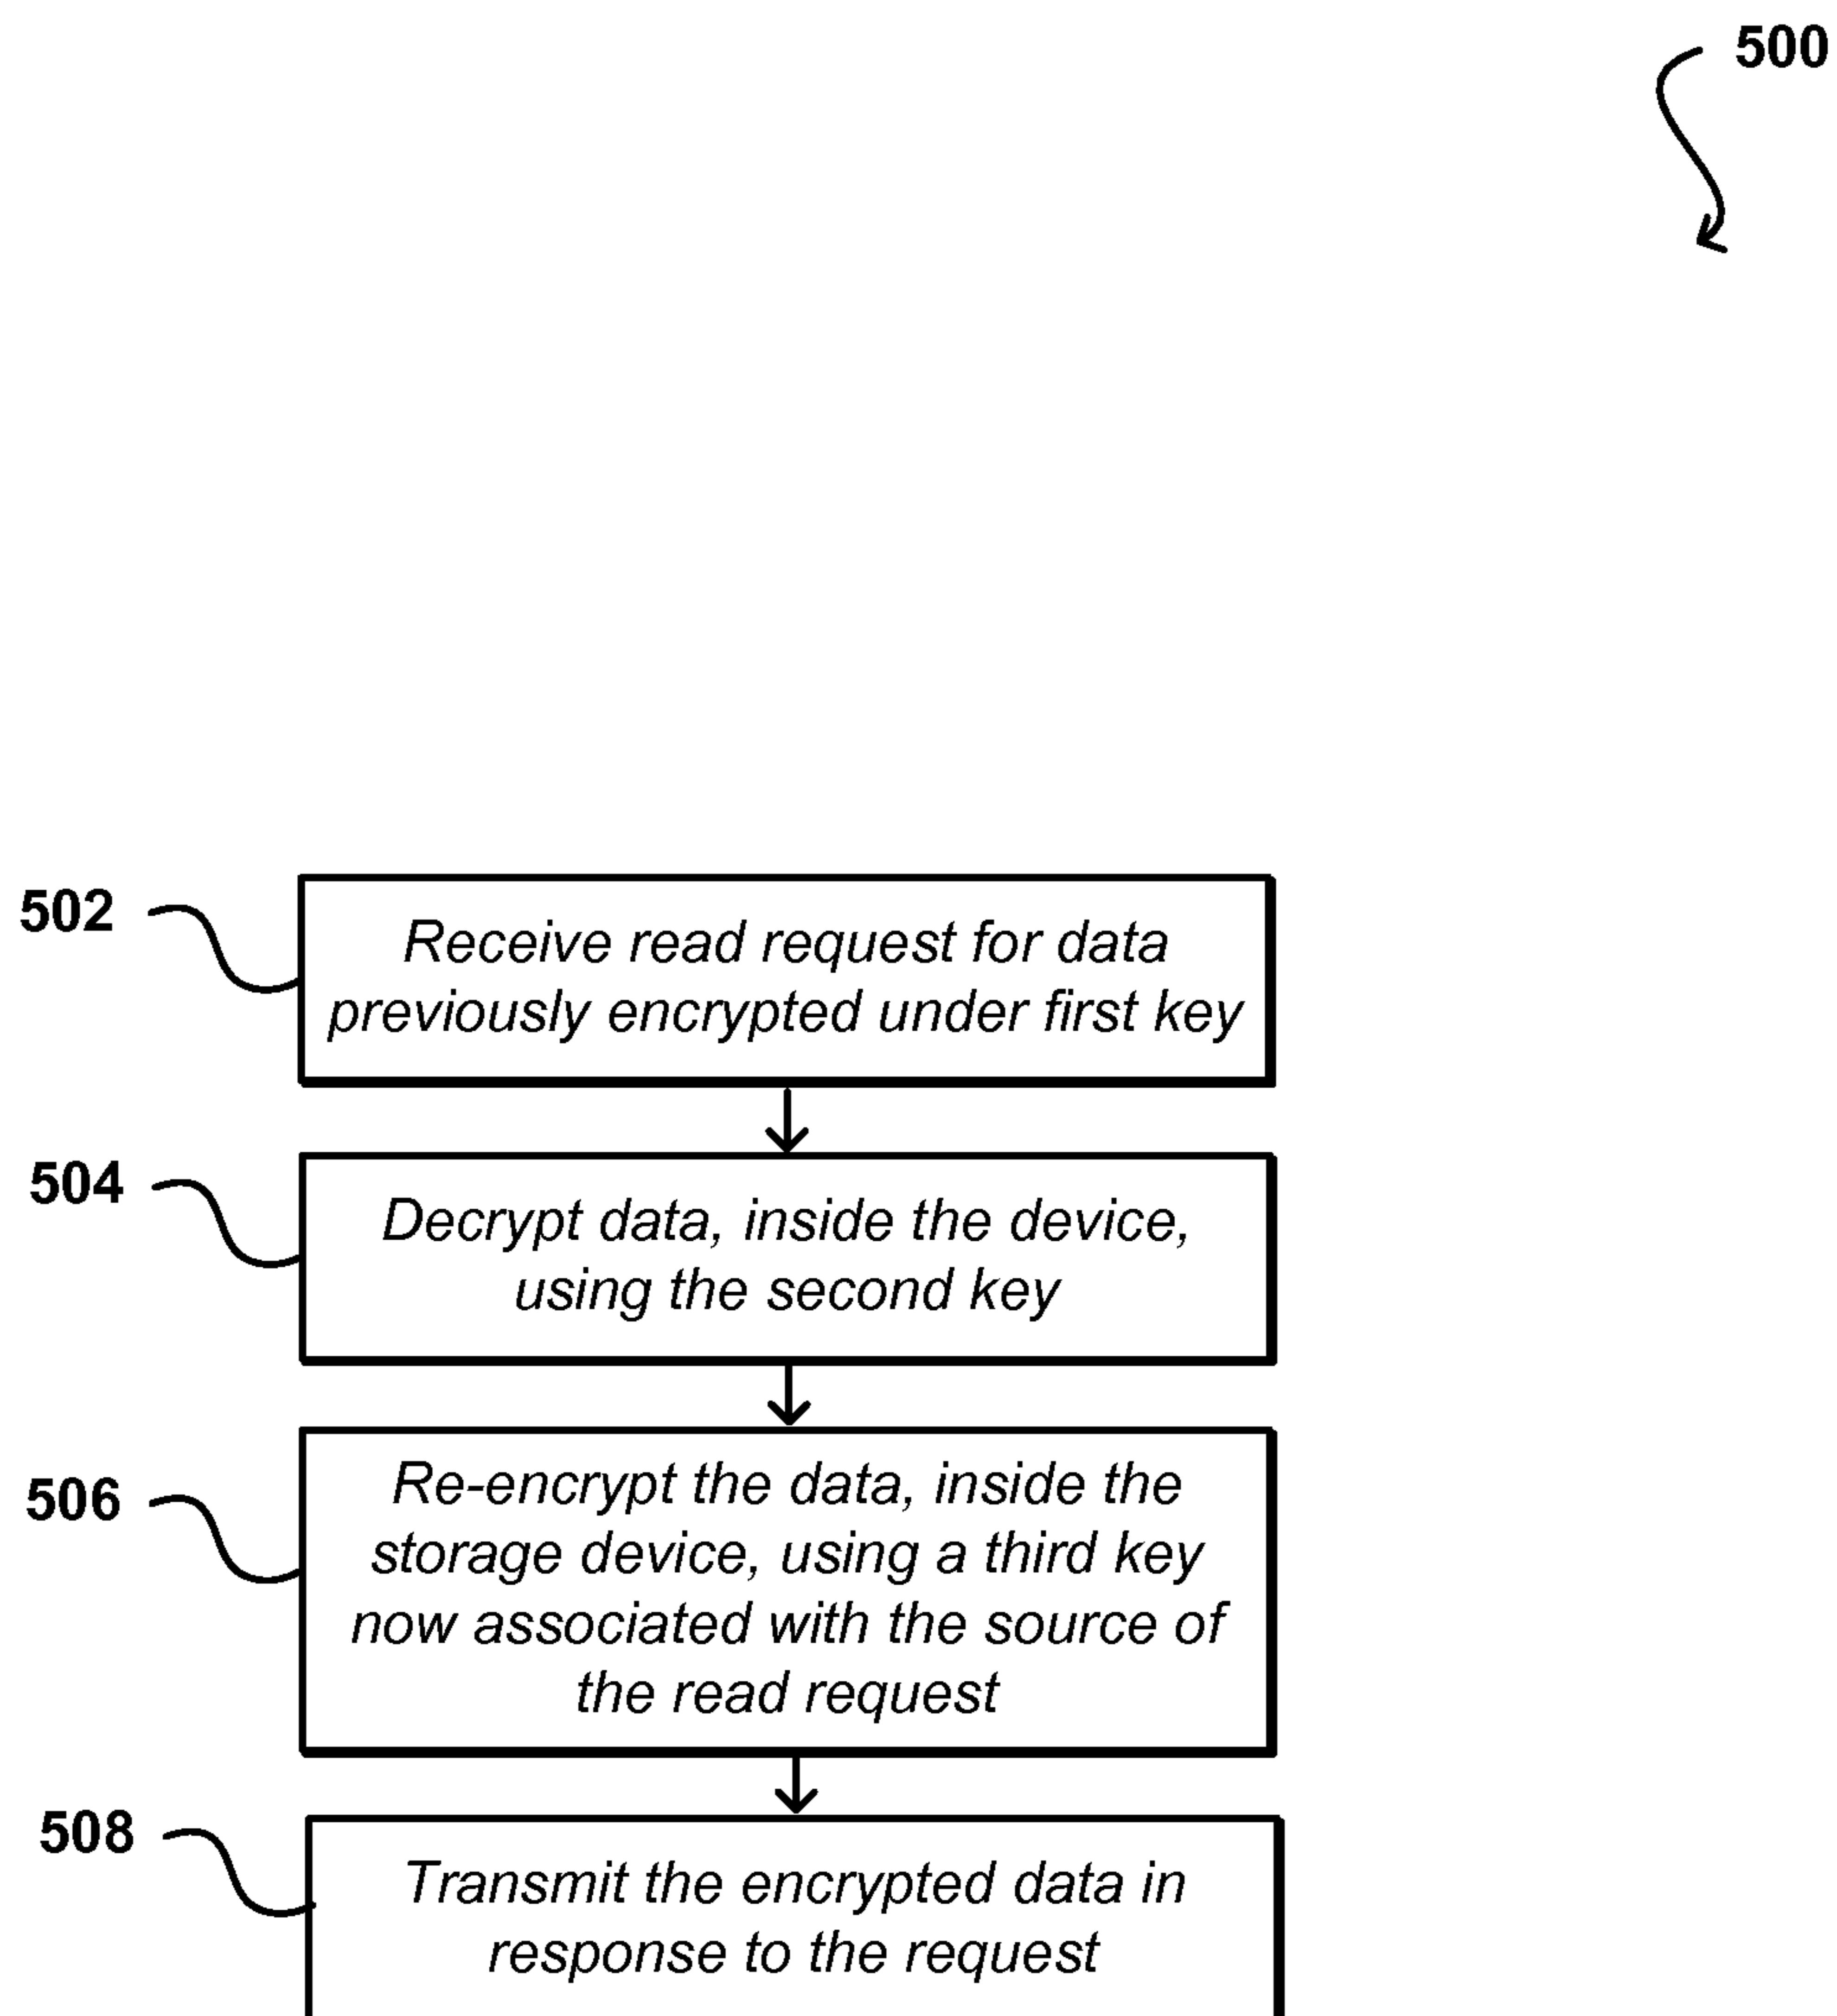 500
502
Receive read request for data
previously encrypted under first key
504
Decrypt data, inside the device,
using the second key
506
Re-encrypt the data, inside the
storage device, using a third key
now associated with the source of
the read request
508
Transmit the encrypted data in
response to the request